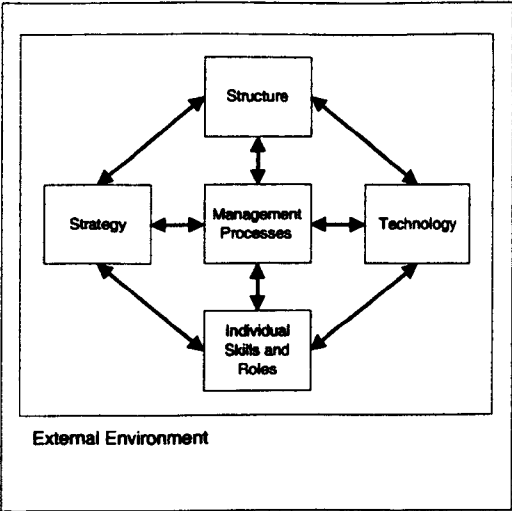 Structure
Strategy
Management
Processes
Technology
Individual
Skills and
Roles
External Environment